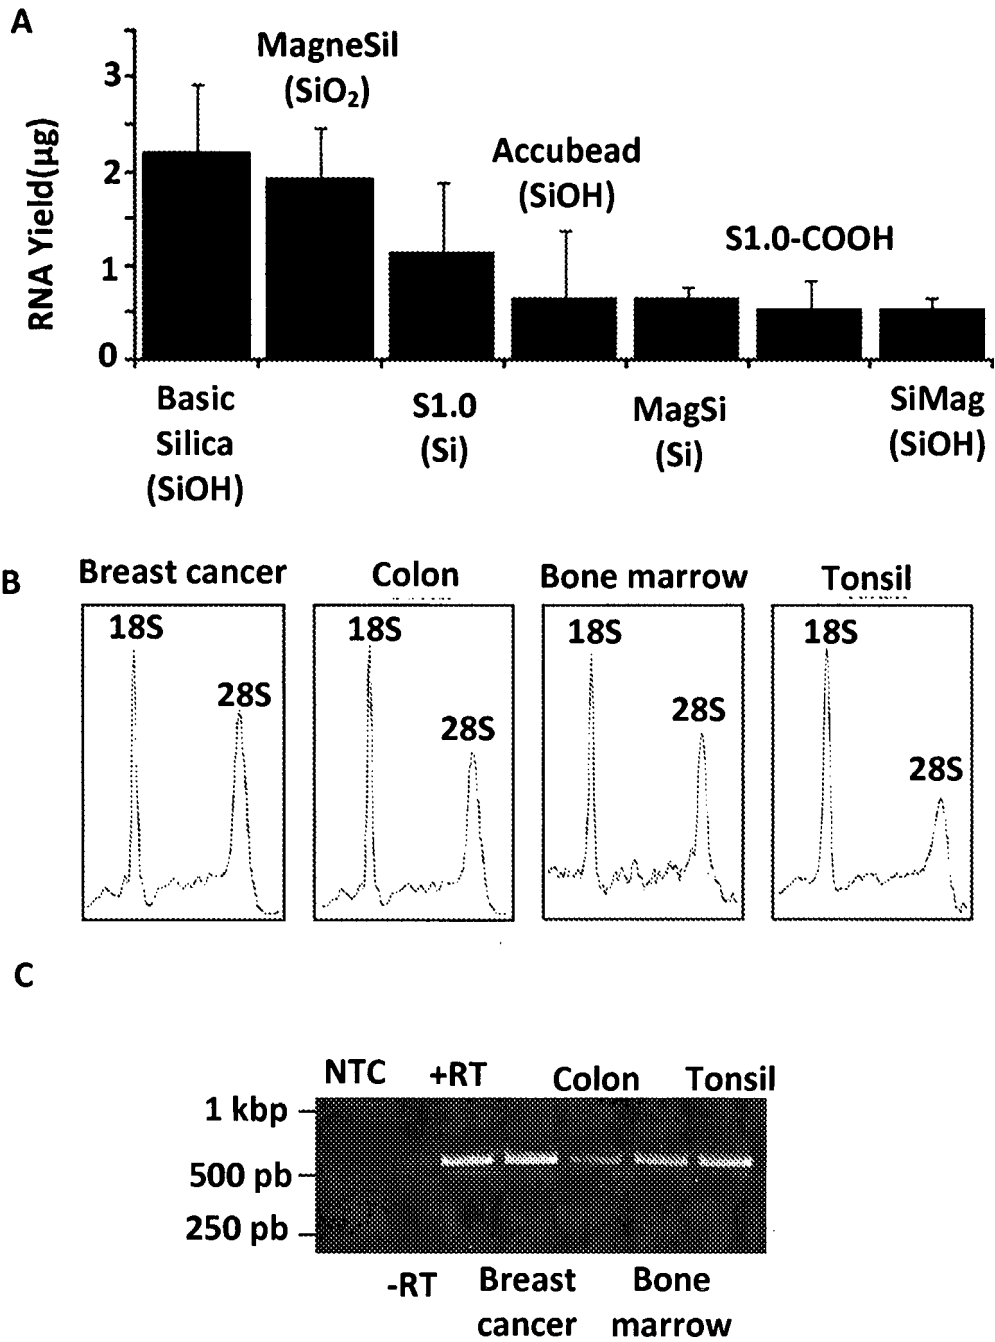 A
RNA Yield(µg)
3
2
1
0
MagneSil
(SiO₂)
Accubead
(SiOH)
S1.0-COOH
Basic
Silica
(SiOH)
S1.0
(Si)
MagSi
(Si)
SiMag
(SiOH)
B
Breast cancer
Colon
Bone marrow
Tonsil
18S
28S
18S
28S
18S
28S
18S
28S
C
NTC
+RT
Colon
Tonsil
1 kbp
500 pb
250 pb
-RT
Breast
cancer
Bone
marrow